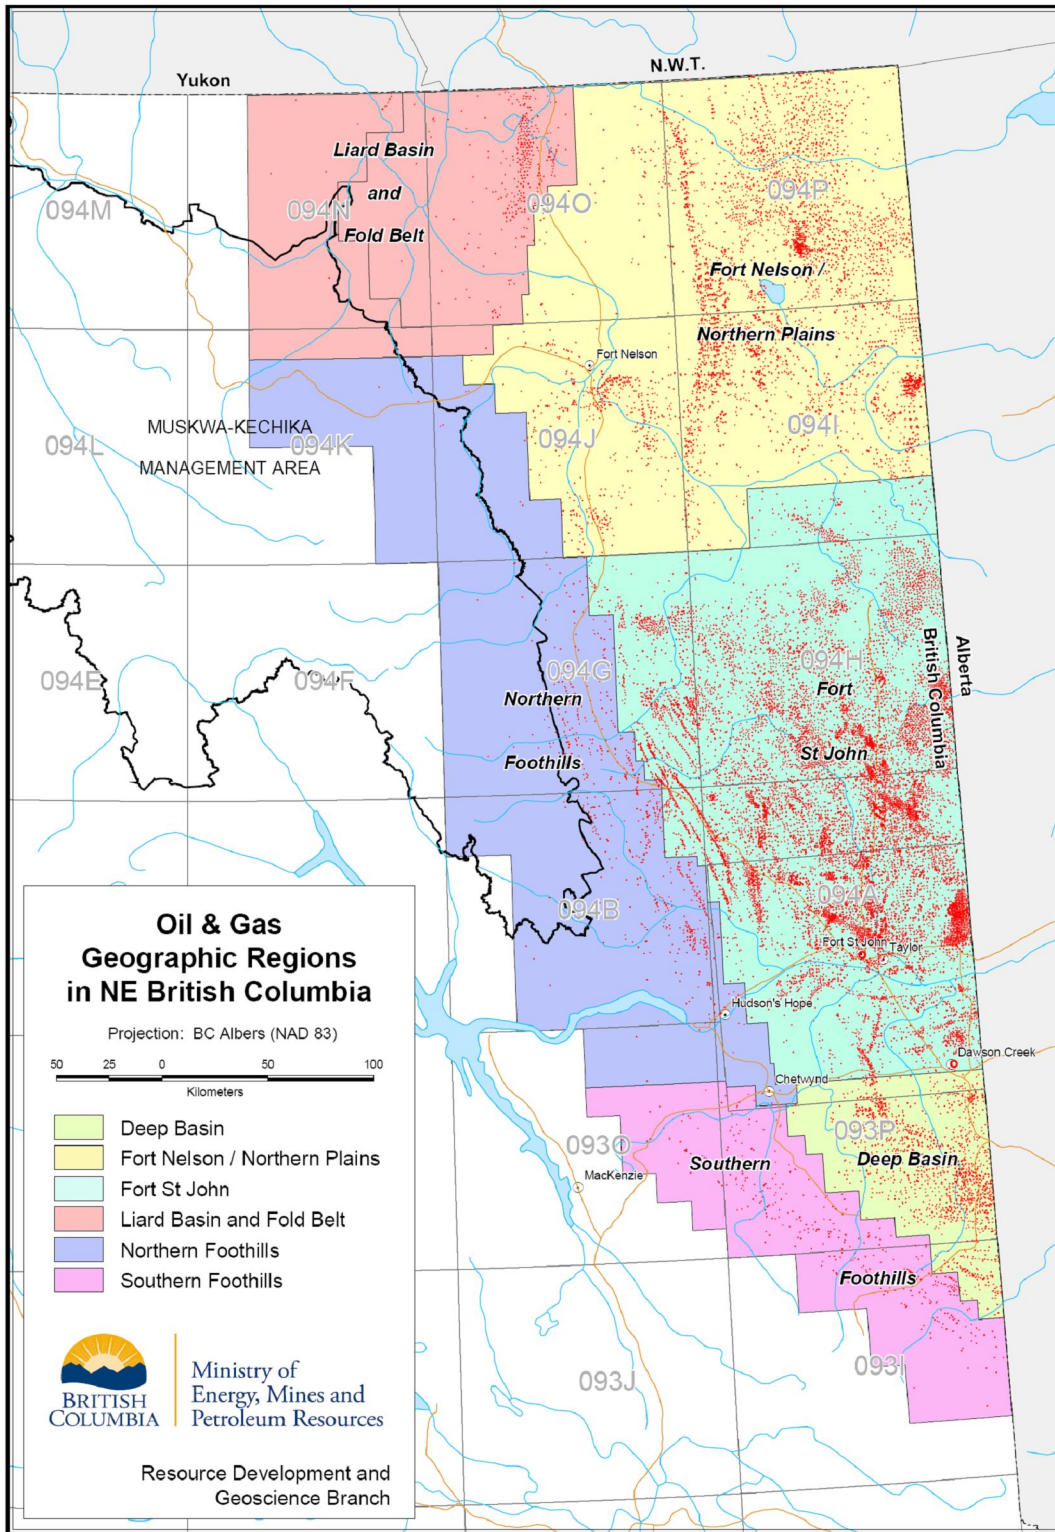 Yukon
N.W.T.
Liard Basin
and
Fold Belt
094M
094N
094O
094P
Fort Nelson /
Northern Plains
Fort Nelson
MUSKWA-KECHIKA
MANAGEMENT AREA
094L
094K
094J
094I
094E
094F
094G
094H
Northern
Foothills
Fort
St John
British Columbia
Alberta
094B
094A
Fort St John
Taylor
Hudson's Hope
Dawson Creek
Chetwynd
093O
093P
MacKenzie
Southern
Deep Basin
Foothills
093J
093I
Oil & Gas
Geographic Regions
in NE British Columbia
Projection: BC Albers (NAD 83)
50 25 0 50 100
Kilometers
Deep Basin
Fort Nelson / Northern Plains
Fort St John
Liard Basin and Fold Belt
Northern Foothills
Southern Foothills
BRITISH
COLUMBIA
Ministry of
Energy, Mines and
Petroleum Resources
Resource Development and
Geoscience Branch